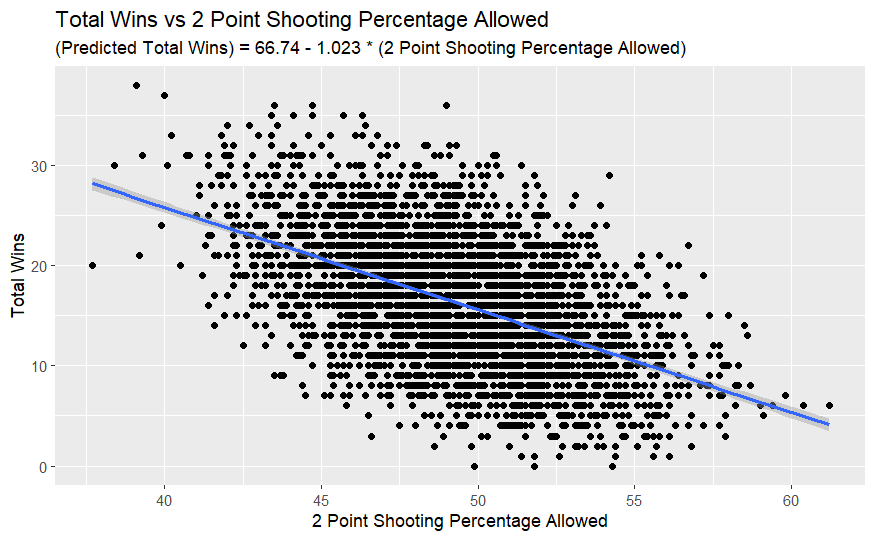 Total Wins vs 2 Point Shooting Percentage Allowed
(Predicted Total Wins) = 66.74 - 1.023 * (2 Point Shooting Percentage Allowed)
Total Wins
30
20
10
0
40 45 50 55 60
2 Point Shooting Percentage Allowed